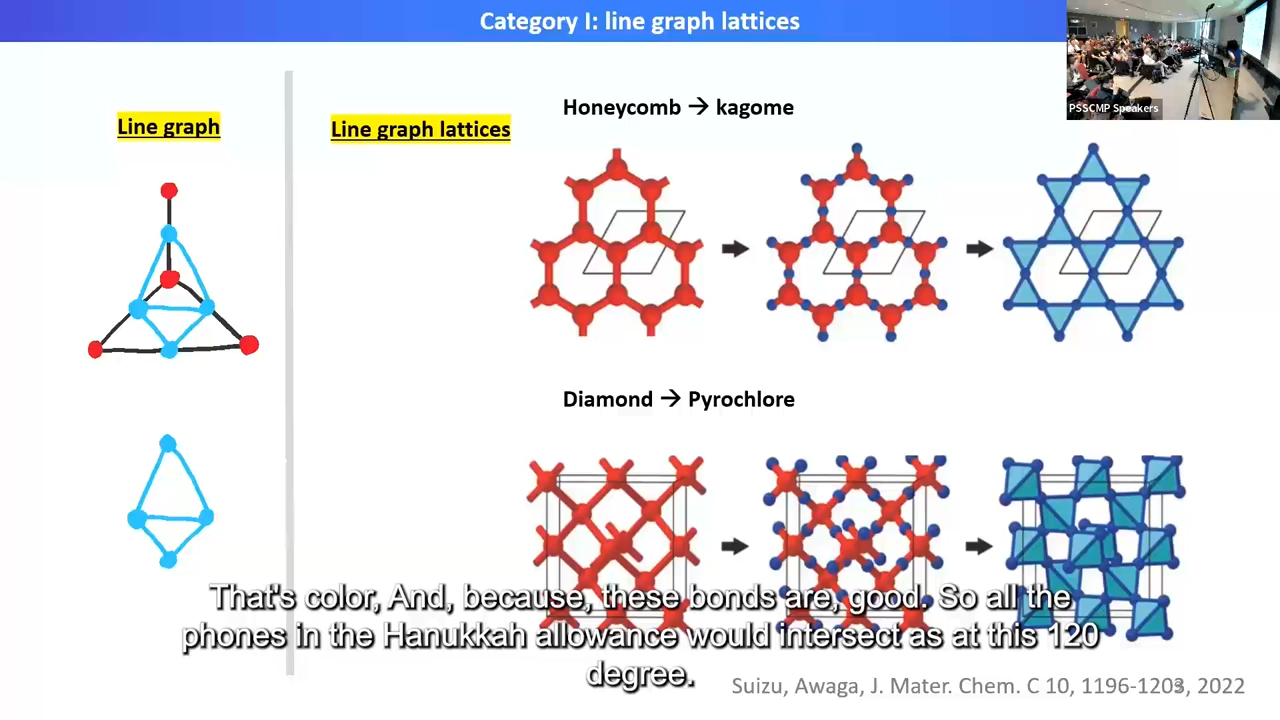 Category I: line graph lattices
PSSCMP Speakers
Line graph
Line graph lattices
Honeycomb → kagome
Diamond → Pyrochlore
That's color, And, because, these bonds are, good. So all the
phones in the Hanukkah allowance would intersect as at this 120
degree.
Suizu, Awaga, J. Mater. Chem. C 10, 1196-1203, 2022